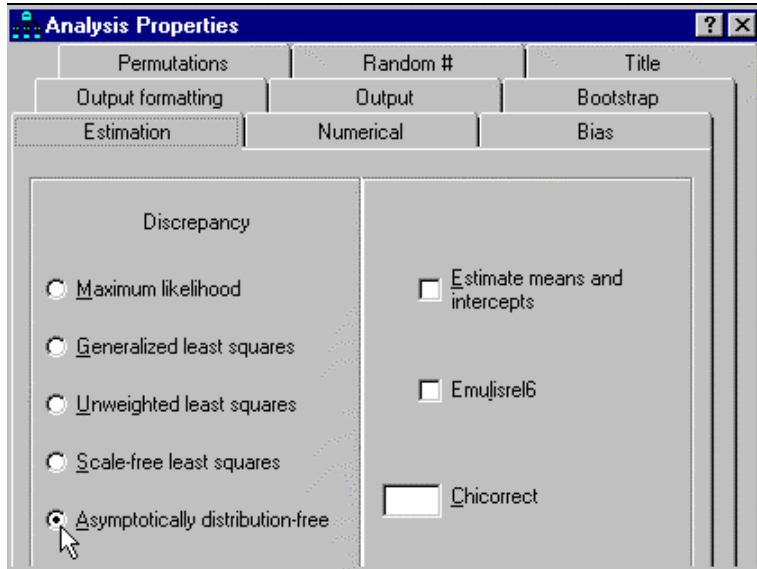 Analysis Properties
Permutations
Random #
Title
Output formatting
Output
Bootstrap
Estimation
Numerical
Bias
Discrepancy
Maximum likelihood
Generalized least squares
Unweighted least squares
Scale-free least squares
Asymptotically distribution-free
Estimate means and
intercepts
Emulisrel6
Chicorrect